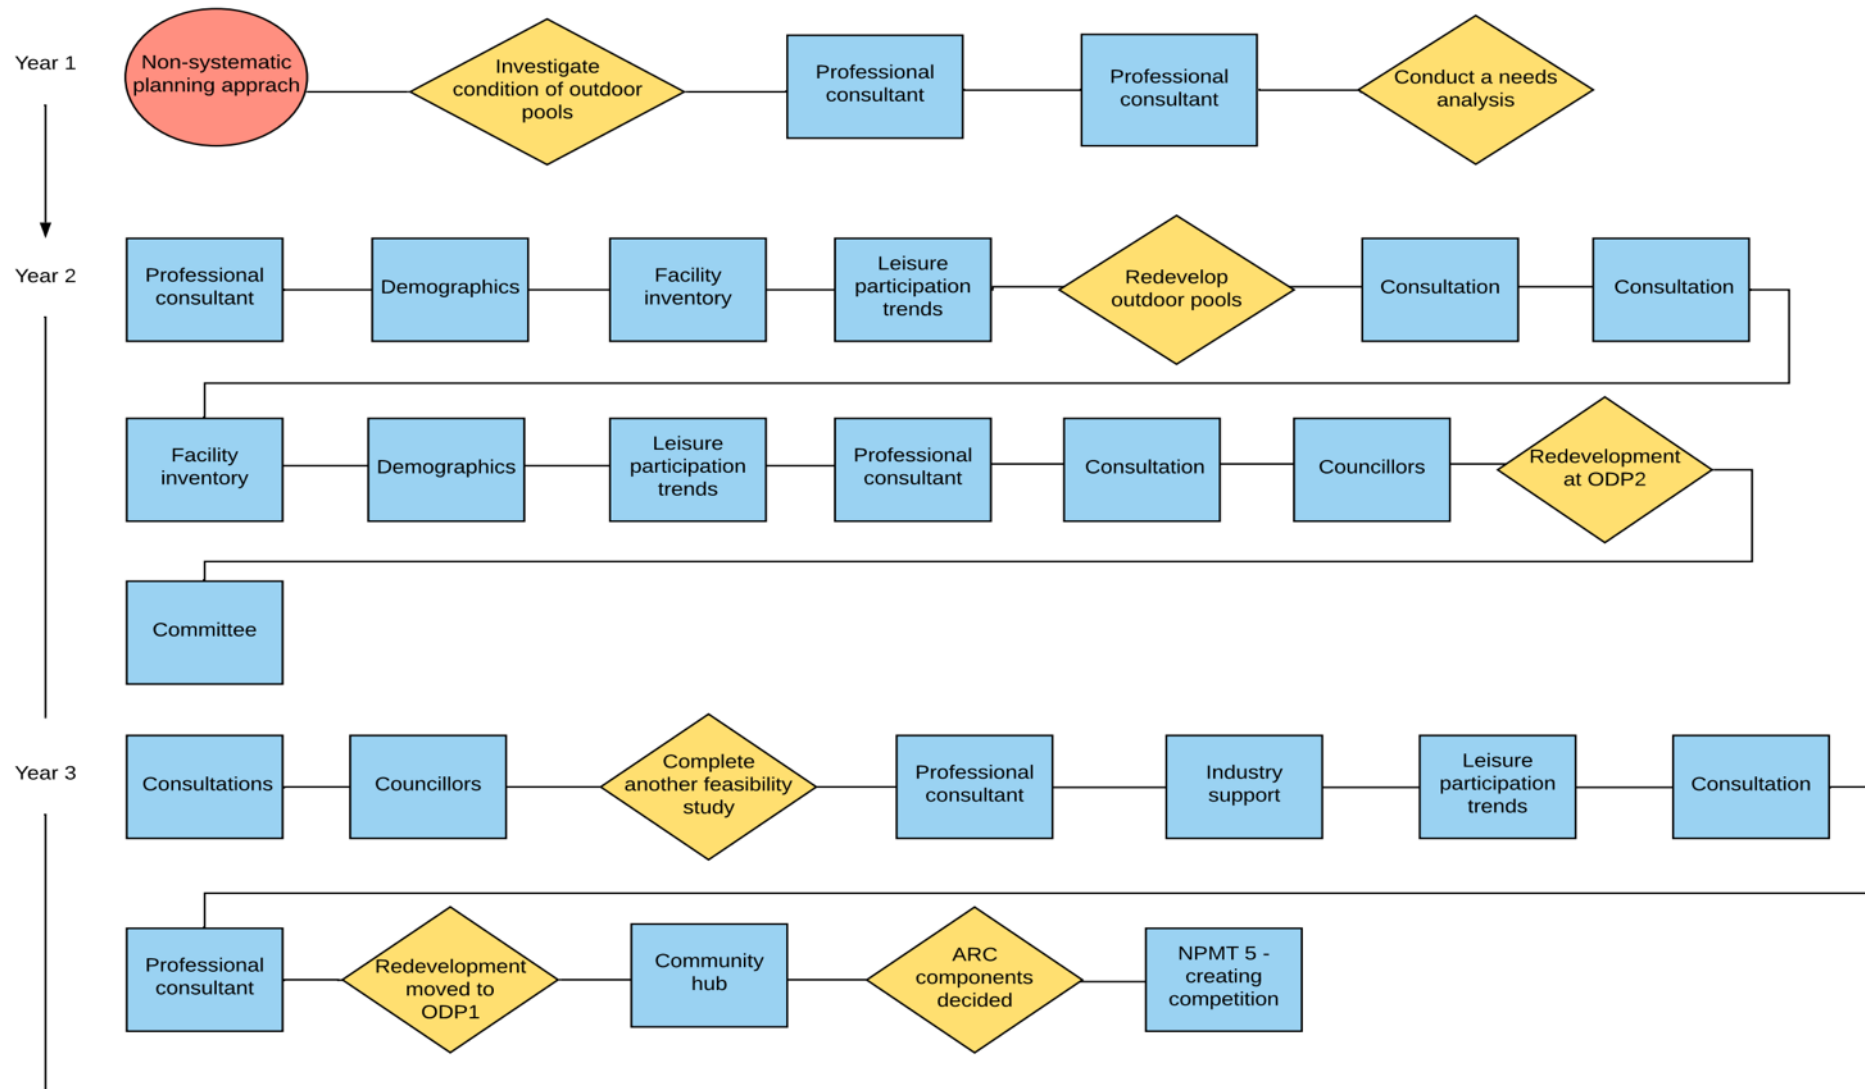 Year 1
Non-systematic
planning apprach
Investigate
condition of outdoor
pools
Professional
consultant
Professional
consultant
Conduct a needs
analysis
Year 2
Professional
consultant
Demographics
Facility
inventory
Leisure
participation
trends
Redevelop
outdoor pools
Consultation
Consultation
Facility
inventory
Demographics
Leisure
participation
trends
Professional
consultant
Consultation
Councillors
Redevelopment
at ODP2
Committee
Year 3
Consultations
Councillors
Complete
another feasibility
study
Professional
consultant
Industry
support
Leisure
participation
trends
Consultation
Professional
consultant
Redevelopment
moved to
ODP1
Community
hub
ARC
components
decided
NPMT 5 -
creating
competition